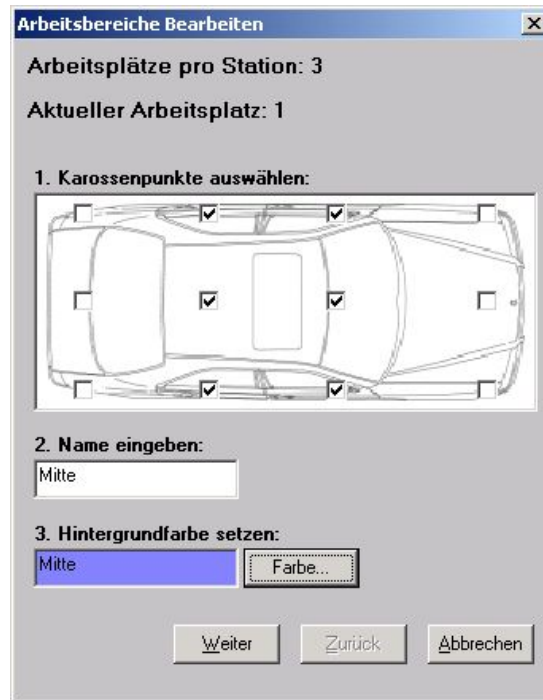 Arbeitsbereiche Bearbeiten
Arbeitsplätze pro Station: 3
Aktueller Arbeitsplatz: 1
1. Karossenpunkte auswählen:
2. Name eingeben:
Mitte
3. Hintergrundfarbe setzen:
Mitte
Farbe...
Weiter
Zurück
Abbrechen